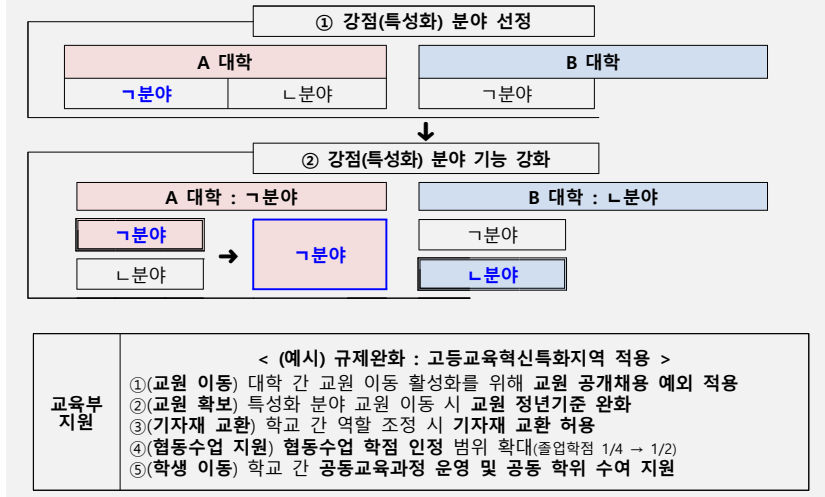 ① 강점(특성화) 분야 선정
A 대학 B 대학
ㄱ분야 ㄴ분야 ㄱ분야
② 강점(특성화) 분야 기능 강화
A 대학 : ㄱ분야 B 대학 : ㄴ분야
ㄱ분야 ➜ ㄱ분야 ㄱ분야
ㄴ분야 ㄴ분야
교육부
지원
< (예시) 규제완화 : 고등교육혁신특화지역 적용 >
①(교원 이동) 대학 간 교원 이동 활성화를 위해 교원 공개채용 예외 적용
②(교원 확보) 특성화 분야 교원 이동 시 교원 정년기준 완화
③(기자재 교환) 학교 간 역할 조정 시 기자재 교환 허용
④(협동수업 지원) 협동수업 학점 인정 범위 확대(졸업학점 1/4 → 1/2)
⑤(학생 이동) 학교 간 공동교육과정 운영 및 공동 학위 수여 지원